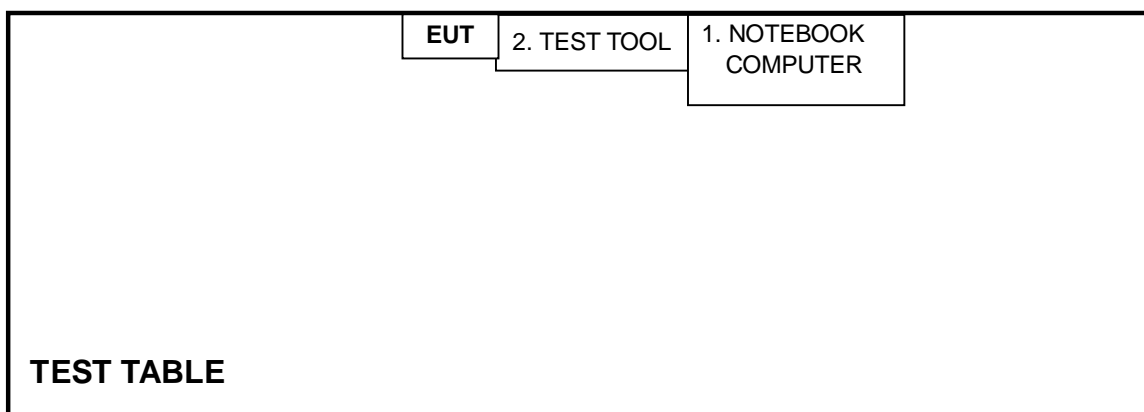 EUT
2. TEST TOOL
1. NOTEBOOK
COMPUTER
TEST TABLE